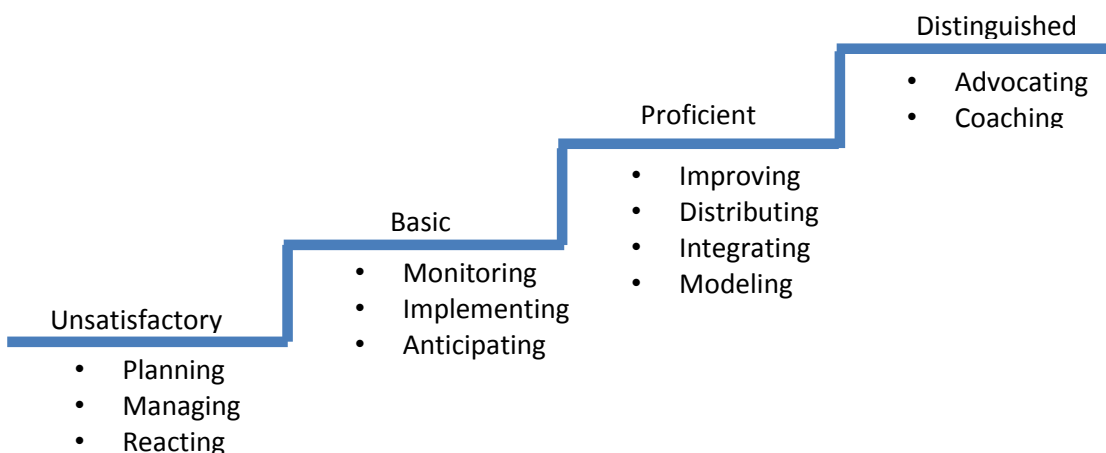 Unsatisfactory
• Planning
• Managing
• Reacting
Basic
• Monitoring
• Implementing
• Anticipating
Proficient
• Improving
• Distributing
• Integrating
• Modeling
Distinguished
• Advocating
• Coaching